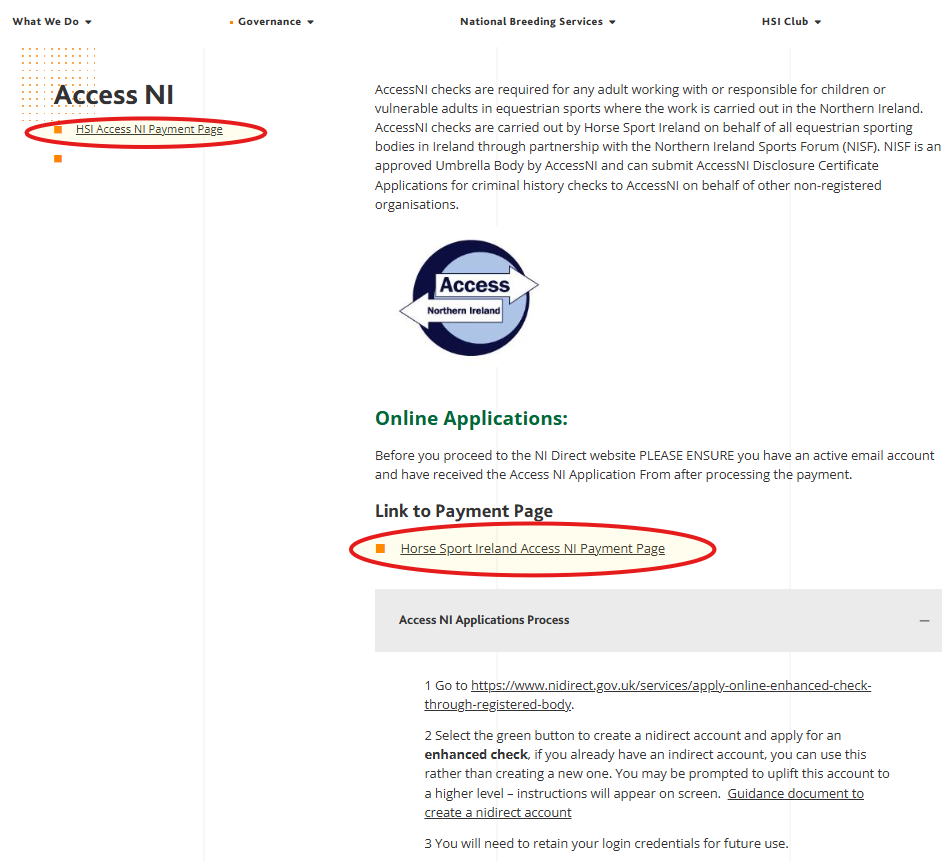 What We Do
Governance
National Breeding Services
HSI Club
Access NI
HSI Access NI Payment Page
AccessNI checks are required for any adult working with or responsible for children or
vulnerable adults in equestrian sports where the work is carried out in the Northern Ireland.
AccessNI checks are carried out by Horse Sport Ireland on behalf of all equestrian sporting
bodies in Ireland through partnership with the Northern Ireland Sports Forum (NISF). NISF is an
approved Umbrella Body by AccessNI and can submit AccessNI Disclosure Certificate
Applications for criminal history checks to AccessNI on behalf of other non-registered
organisations.
Access
Northern Ireland
Online Applications:
Before you proceed to the NI Direct website PLEASE ENSURE you have an active email account
and have received the Access NI Application From after processing the payment.
Link to Payment Page
Horse Sport Ireland Access NI Payment Page
Access NI Applications Process
1 Go to https://www.nidirect.gov.uk/services/apply-online-enhanced-check-
through-registered-body.
2 Select the green button to create a nidirect account and apply for an
enhanced check, if you already have an indirect account, you can use this
rather than creating a new one. You may be prompted to uplift this account to
a higher level – instructions will appear on screen. Guidance document to
create a nidirect account
3 You will need to retain your login credentials for future use.